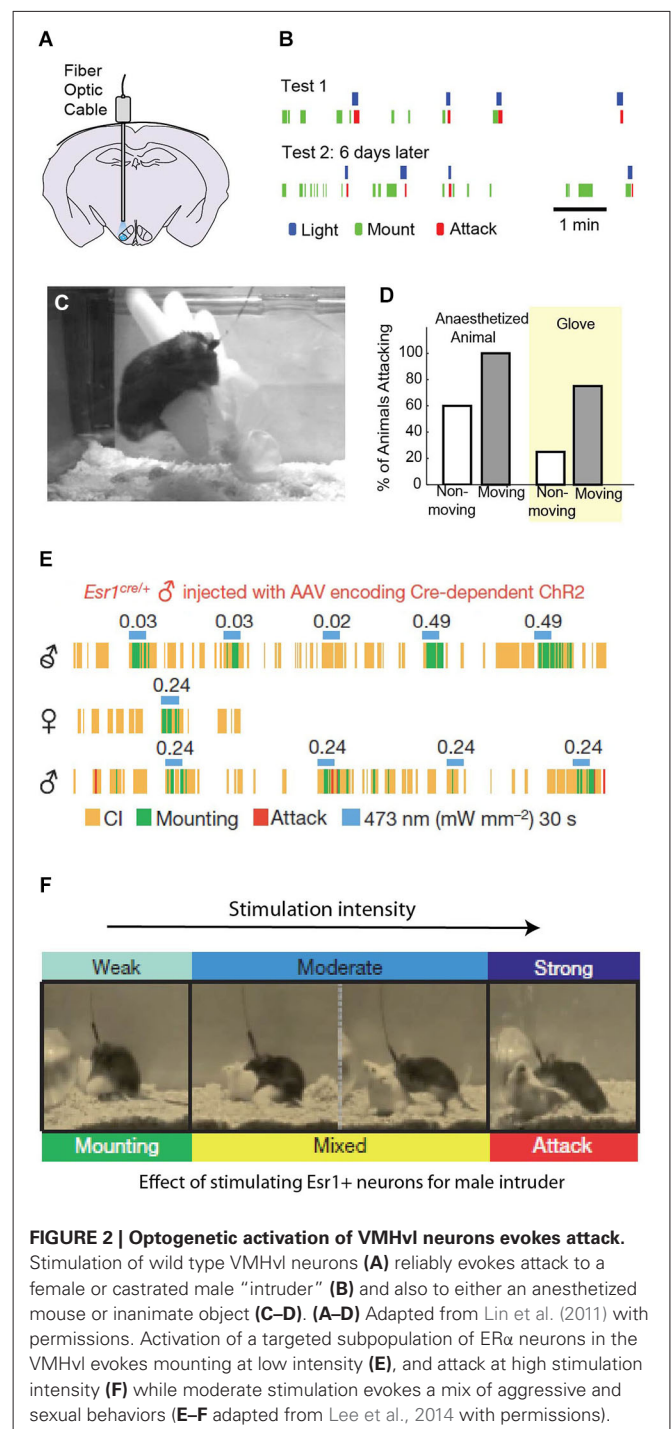 A
Fiber
Optic
Cable
B
Test 1
Test 2: 6 days later
Light Mount Attack
1 min
C
D
Anaesthetized
Animal
Glove
% of Animals Attacking
100
80
60
40
20
0
Non-
moving
Moving
Non-
moving
Moving
E
Esr1cre/+ ♂ injected with AAV encoding Cre-dependent ChR2
0.03 0.03 0.02 0.49 0.49
0.24
♀
0.24 0.24 0.24 0.24
♂
CI Mounting Attack 473 nm (mW mm⁻²) 30 s
F
Stimulation intensity
Weak Moderate Strong
Mounting Mixed Attack
Effect of stimulating Esr1+ neurons for male intruder
FIGURE 2 | Optogenetic activation of VMHvl neurons evokes attack.
Stimulation of wild type VMHvl neurons (A) reliably evokes attack to a
female or castrated male “intruder” (B) and also to either an anesthetized
mouse or inanimate object (C–D). (A–D) Adapted from Lin et al. (2011) with
permissions. Activation of a targeted subpopulation of ERα neurons in the
VMHvl evokes mounting at low intensity (E), and attack at high stimulation
intensity (F) while moderate stimulation evokes a mix of aggressive and
sexual behaviors (E–F adapted from Lee et al., 2014 with permissions).